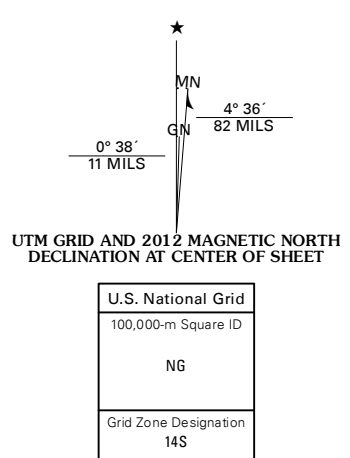 ★
MN
4° 36´
82 MILS
GN
0° 38´
11 MILS
UTM GRID AND 2012 MAGNETIC NORTH
DECLINATION AT CENTER OF SHEET
U.S. National Grid
100,000-m Square ID
NG
Grid Zone Designation
14S